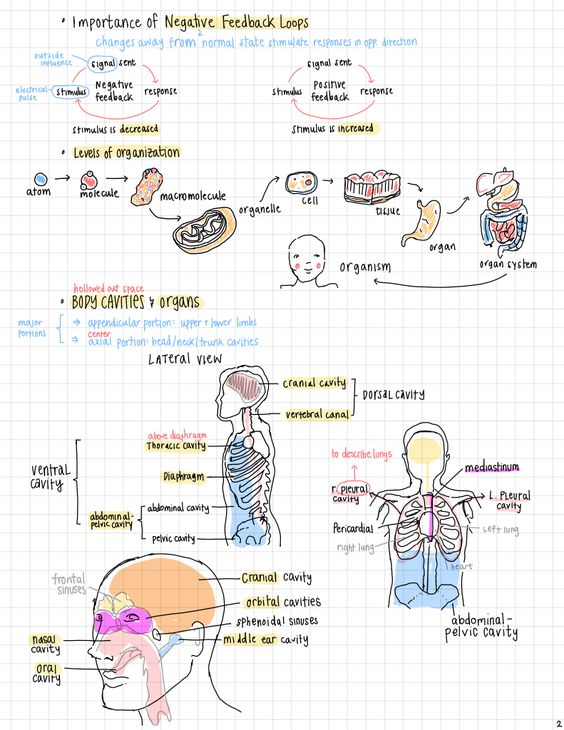 • Importance of Negative Feedback Loops
changes away from normal state stimulate responses in opp. direction
outside influence
signal sent
electrical pulse
stimulus
Negative feedback
response
stimulus is decreased
signal sent
stimulus
Positive feedback
response
stimulus is increased
• Levels of organization
atom
molecule
macromolecule
organelle
cell
tissue
organ
organ system
organism
hollowed out space
• BODY CAVITIES & organs
major portions
→ appendicular portion: upper + lower limbs
center
→ axial portion: head/neck/trunk cavities
LATERAL VIEW
cranial cavity
vertebral canal
DORSAL CAVITY
above diaphragm
Thoracic cavity
VENTRAL CAVITY
Diaphragm
abdominal-pelvic cavity
abdominal cavity
pelvic cavity
to describe lungs
mediastinum
r. pleural cavity
L. Pleural cavity
Pericardial
left lung
right lung
heart
abdominal-pelvic cavity
frontal sinuses
cranial cavity
orbital cavities
sphenoidal sinuses
middle ear cavity
nasal cavity
oral cavity
2